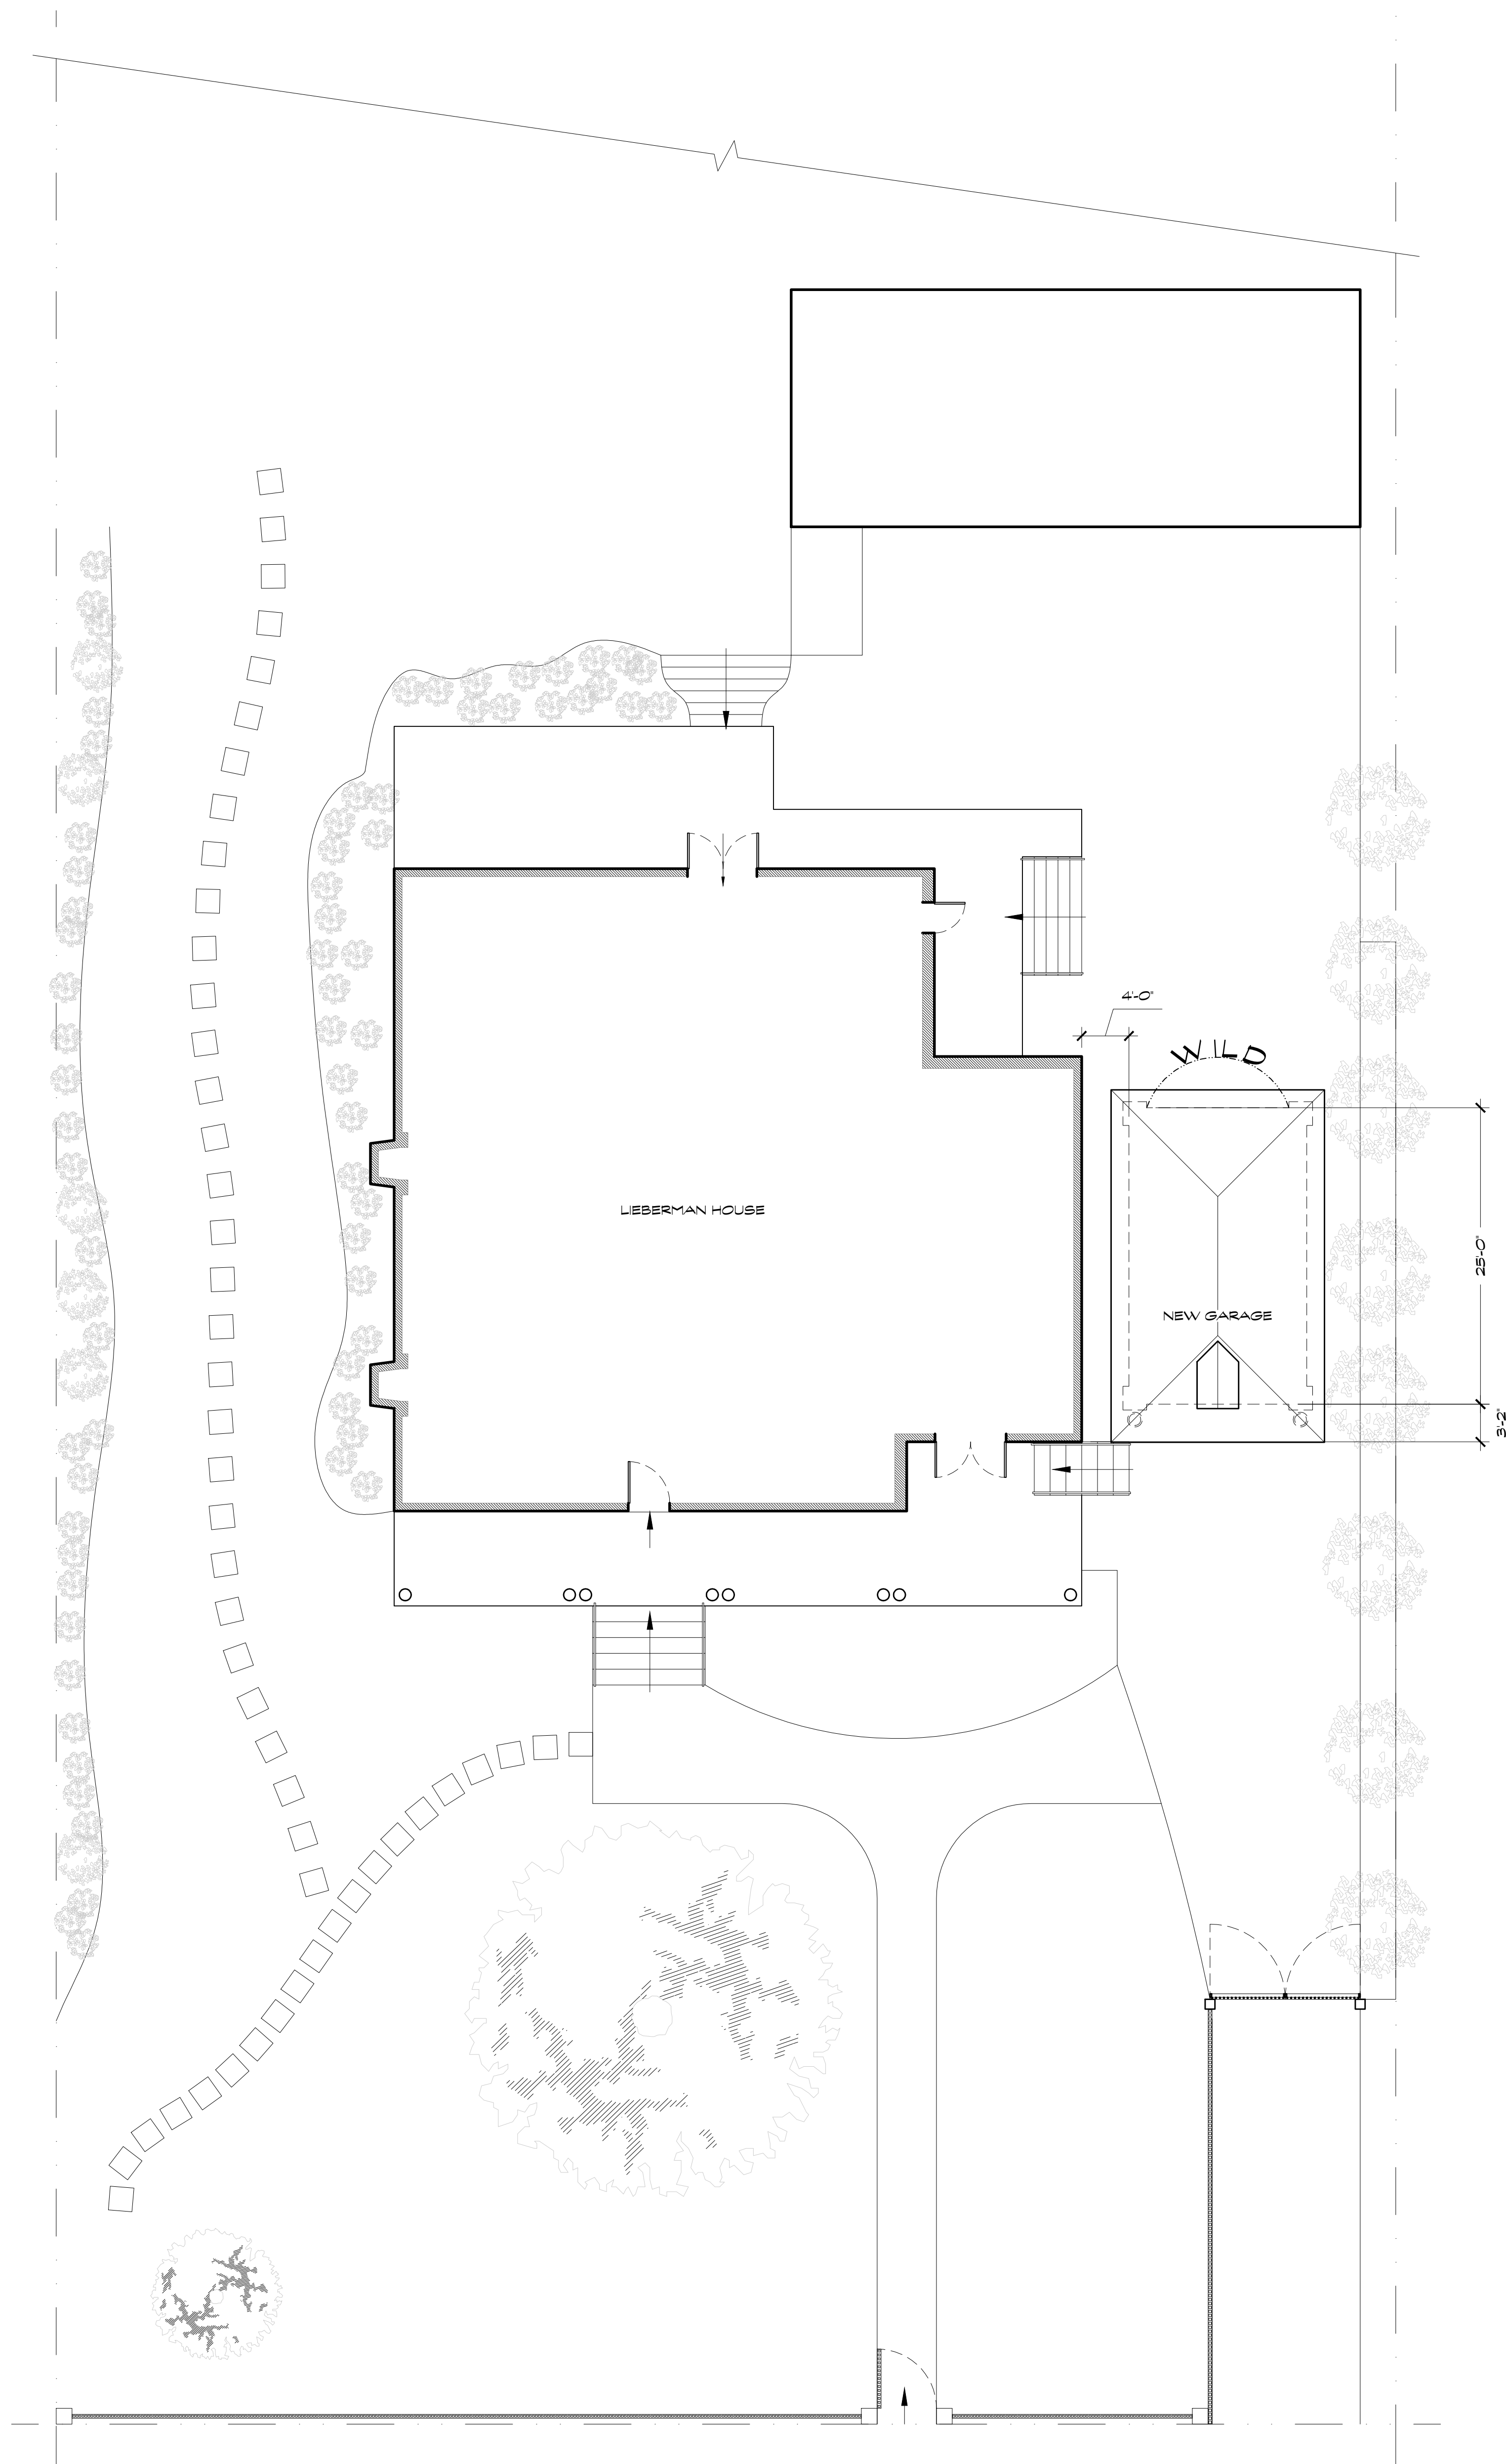 4'-0"
WILD
LIEBERMAN HOUSE
25'-0"
NEW GARAGE
3'-2"